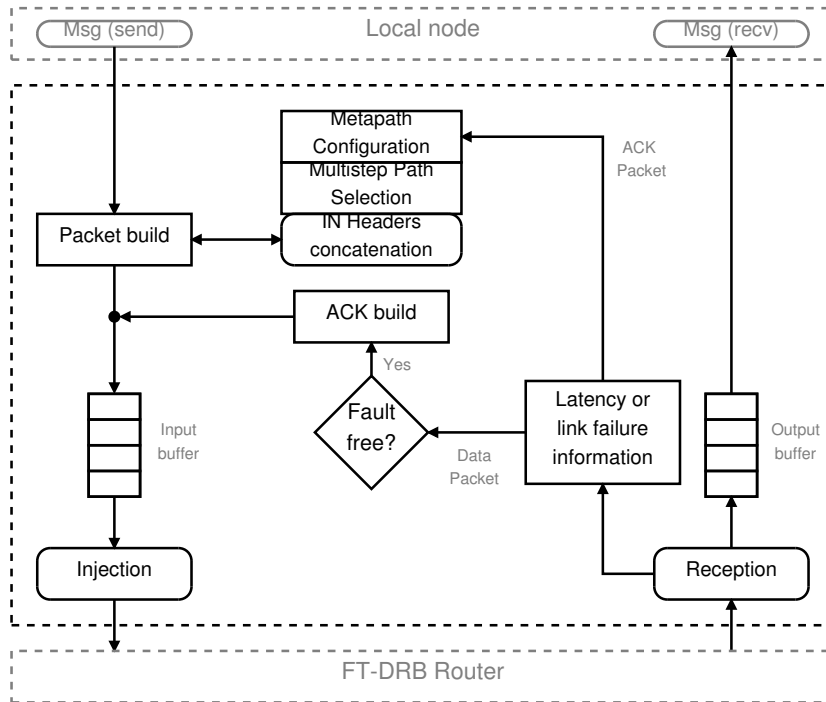 Msg (send)
Local node
Msg (recv)
Metapath
Configuration
ACK
Packet
Multistep Path
Selection
IN Headers
concatenation
Packet build
ACK build
Yes
Fault
free?
Latency or
link failure
information
Data
Packet
Input
buffer
Output
buffer
Injection
Reception
FT-DRB Router